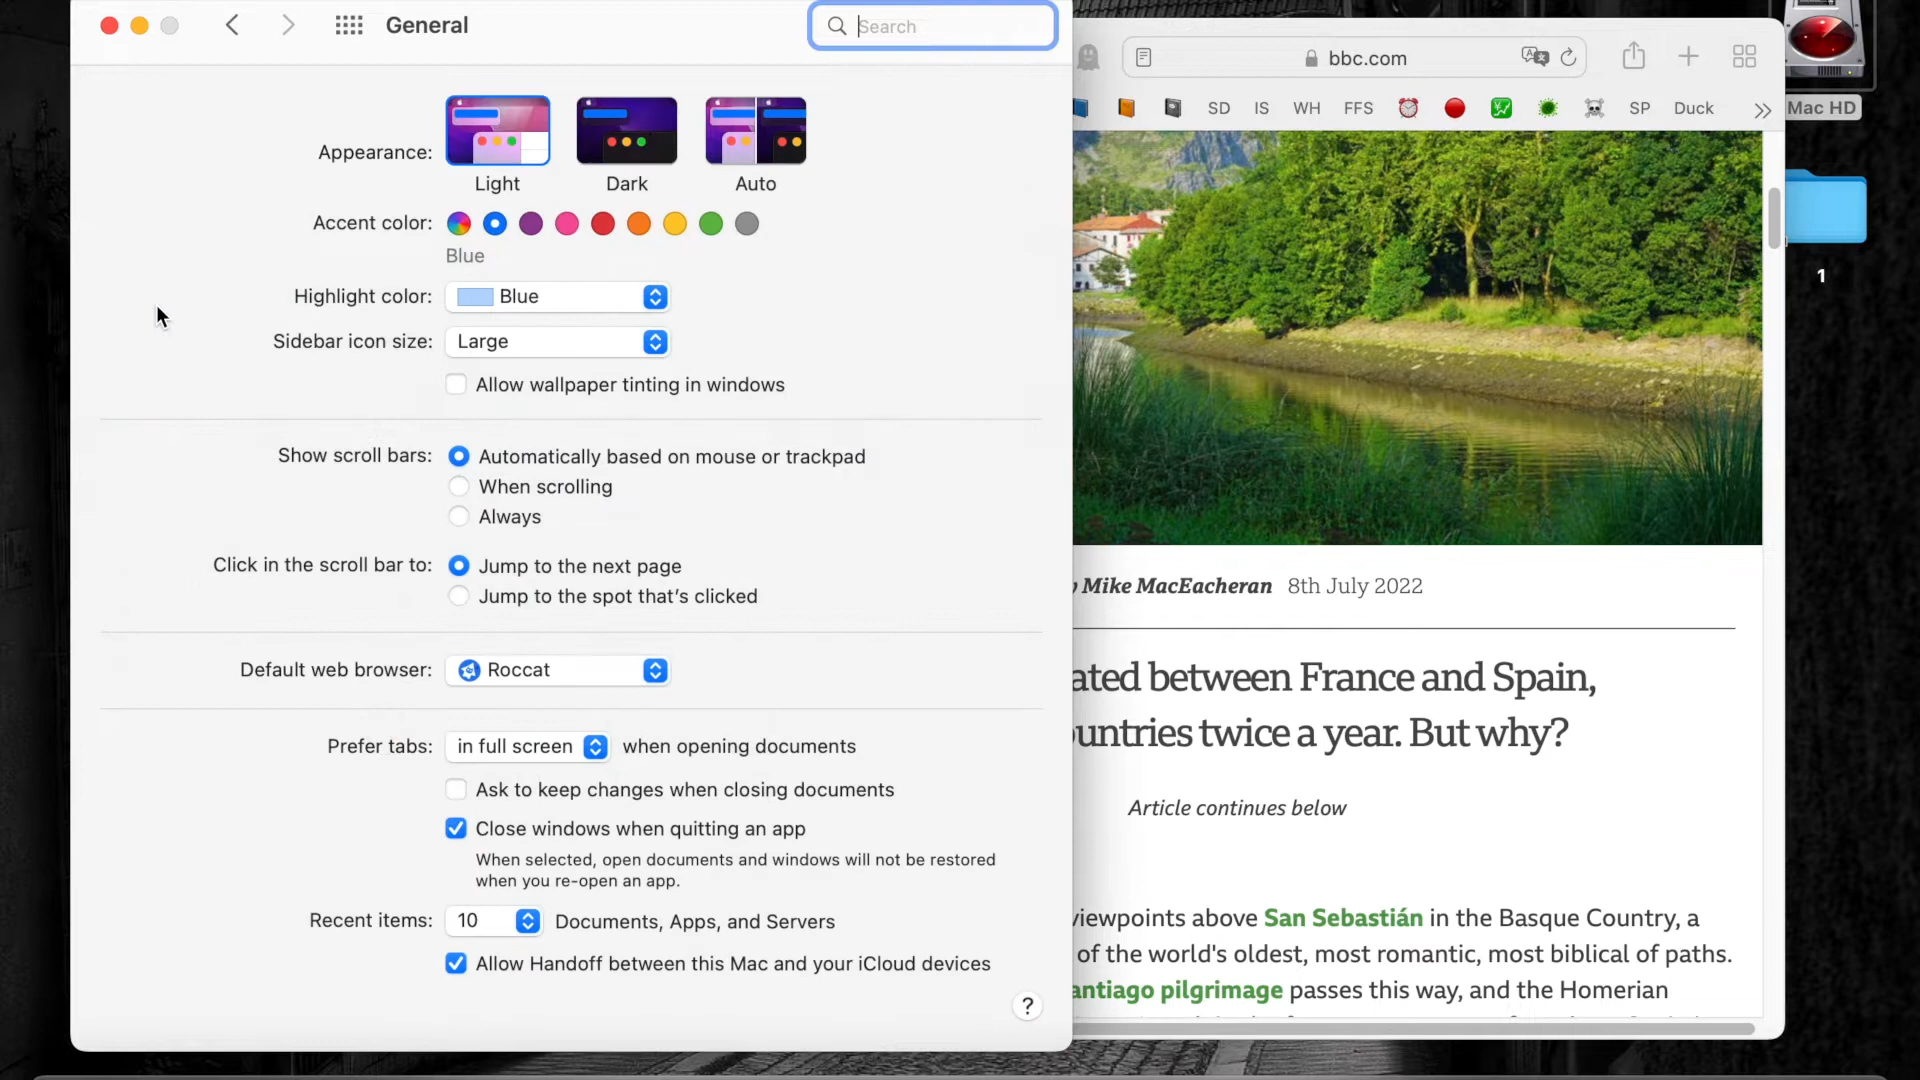 General
Search
Appearance:
Light
Dark
Auto
Accent color:
Blue
Highlight color:
Blue
Sidebar icon size:
Large
Allow wallpaper tinting in windows
Show scroll bars:
Automatically based on mouse or trackpad
When scrolling
Always
Click in the scroll bar to:
Jump to the next page
Jump to the spot that's clicked
Default web browser:
Roccat
Prefer tabs:
in full screen
when opening documents
Ask to keep changes when closing documents
Close windows when quitting an app
When selected, open documents and windows will not be restored
when you re-open an app.
Recent items:
10
Documents, Apps, and Servers
Allow Handoff between this Mac and your iCloud devices
?
bbc.com
SD IS WH FFS SP Duck
Mike MacEacheran 8th July 2022
ated between France and Spain,
ountries twice a year. But why?
Article continues below
viewpoints above San Sebastián in the Basque Country, a
of the world's oldest, most romantic, most biblical of paths.
antiago pilgrimage passes this way, and the Homerian
Mac HD
1